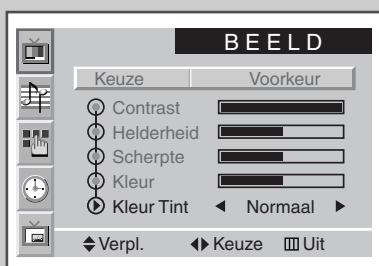 BEELD
Keuze Voorkeur
Contrast
Helderheid
Scherpte
Kleur
Kleur Tint ◀ Normaal ▶
Verpl. Keuze Uit